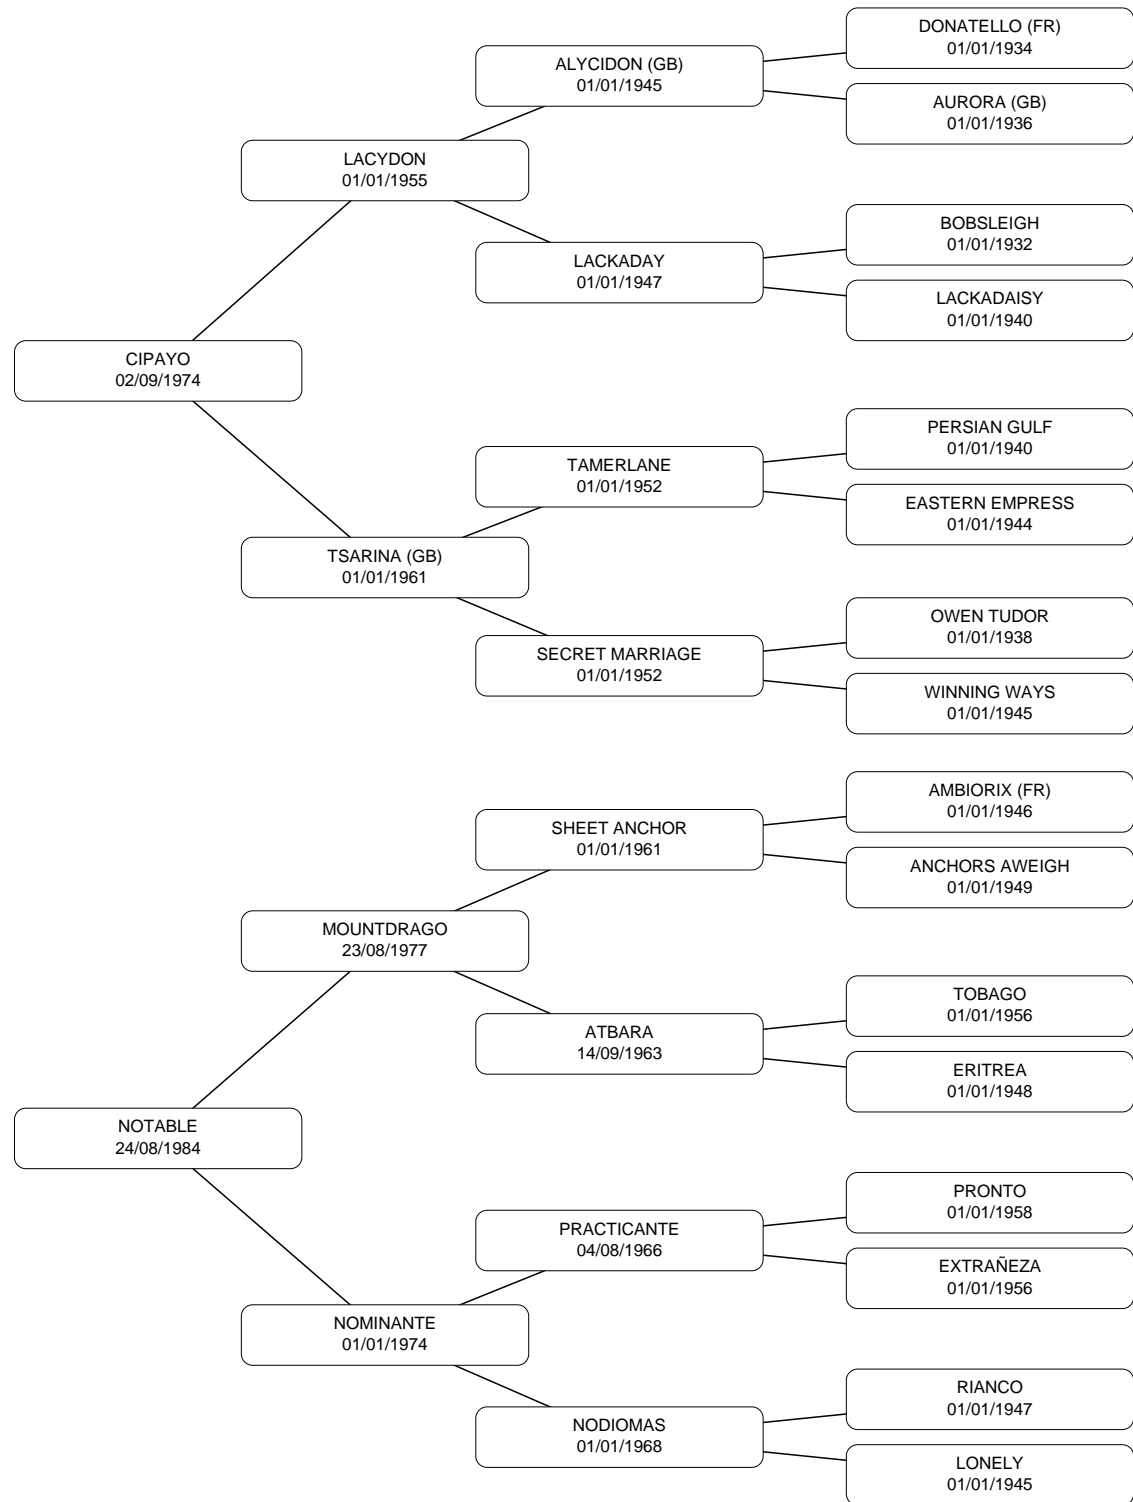 DONATELLO (FR)
01/01/1934
ALYCIDON (GB)
01/01/1945
AURORA (GB)
01/01/1936
LACYDON
01/01/1955
BOBSLEIGH
01/01/1932
LACKADAY
01/01/1947
LACKADAISY
01/01/1940
CIPAYO
02/09/1974
PERSIAN GULF
01/01/1940
TAMERLANE
01/01/1952
EASTERN EMPRESS
01/01/1944
TSARINA (GB)
01/01/1961
OWEN TUDOR
01/01/1938
SECRET MARRIAGE
01/01/1952
WINNING WAYS
01/01/1945
AMBIORIX (FR)
01/01/1946
SHEET ANCHOR
01/01/1961
ANCHORS AWEIGH
01/01/1949
MOUNTDRAGO
23/08/1977
TOBAGO
01/01/1956
ATBARA
14/09/1963
ERITREA
01/01/1948
NOTABLE
24/08/1984
PRONTO
01/01/1958
PRACTICANTE
04/08/1966
EXTRAÑEZA
01/01/1956
NOMINANTE
01/01/1974
RIANCO
01/01/1947
NODIOMAS
01/01/1968
LONELY
01/01/1945